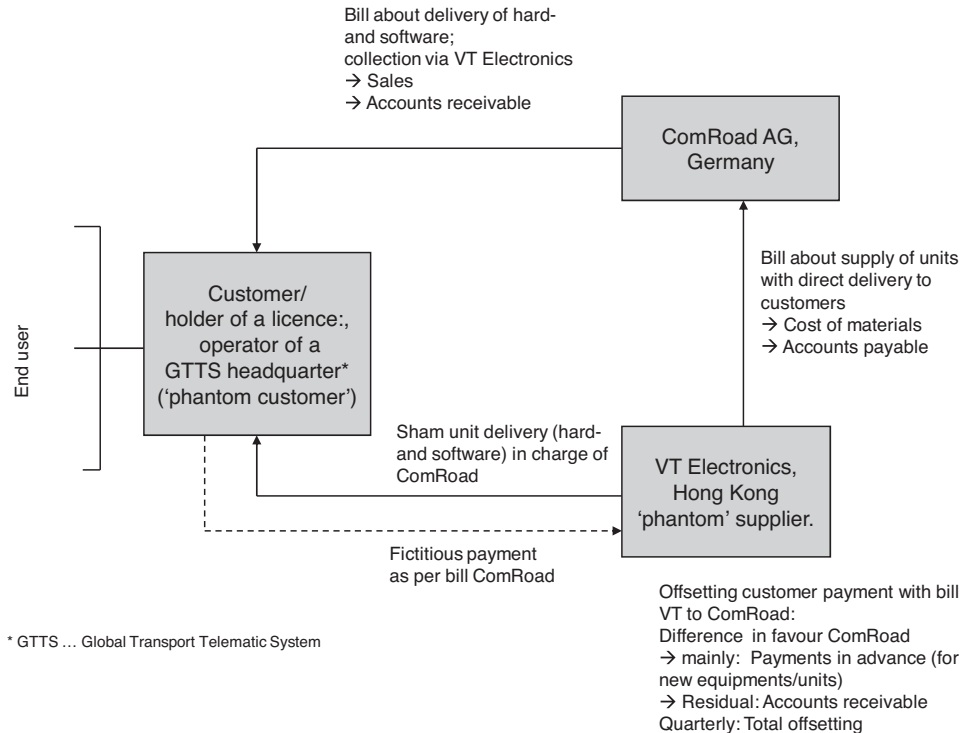 Bill about delivery of hard-
and software;
collection via VT Electronics
→ Sales
→ Accounts receivable
ComRoad AG,
Germany
Bill about supply of units
with direct delivery to
customers
→ Cost of materials
→ Accounts payable
End user
Customer/
holder of a licence:,
operator of a
GTTS headquarter*
(‘phantom customer’)
Sham unit delivery (hard-
and software) in charge of
ComRoad
VT Electronics,
Hong Kong
‘phantom’ supplier.
Fictitious payment
as per bill ComRoad
Offsetting customer payment with bill
VT to ComRoad:
Difference in favour ComRoad
→ mainly: Payments in advance (for
new equipments/units)
→ Residual: Accounts receivable
Quarterly: Total offsetting
* GTTS ... Global Transport Telematic System